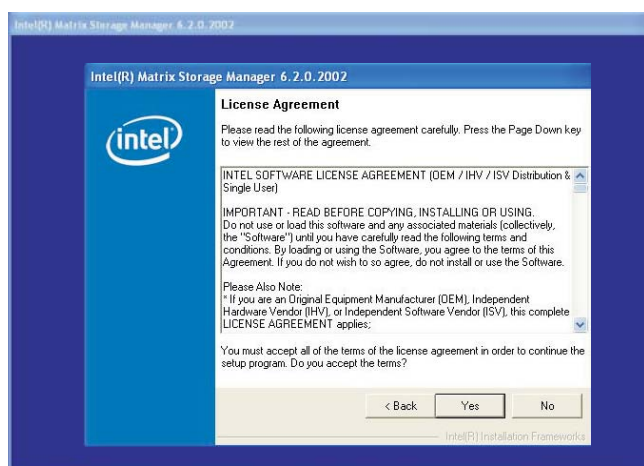 Intel(R) Matrix Storage Manager 6.2.0.2002
Intel(R) Matrix Storage Manager 6.2.0.2002
intel
License Agreement
Please read the following license agreement carefully. Press the Page Down key
to view the rest of the agreement.
INTEL SOFTWARE LICENSE AGREEMENT (OEM / IHV / ISV Distribution &
Single User)
IMPORTANT - READ BEFORE COPYING, INSTALLING OR USING.
Do not use or load this software and any associated materials (collectively,
the "Software") until you have carefully read the following terms and
conditions. By loading or using the Software, you agree to the terms of this
Agreement. If you do not wish to so agree, do not install or use the Software.
Please Also Note:
* If you are an Original Equipment Manufacturer (OEM), Independent
Hardware Vendor (IHV), or Independent Software Vendor (ISV), this complete
LICENSE AGREEMENT applies;
You must accept all of the terms of the license agreement in order to continue the
setup program. Do you accept the terms?
< Back Yes No
Intel(R) Installation Frameworks